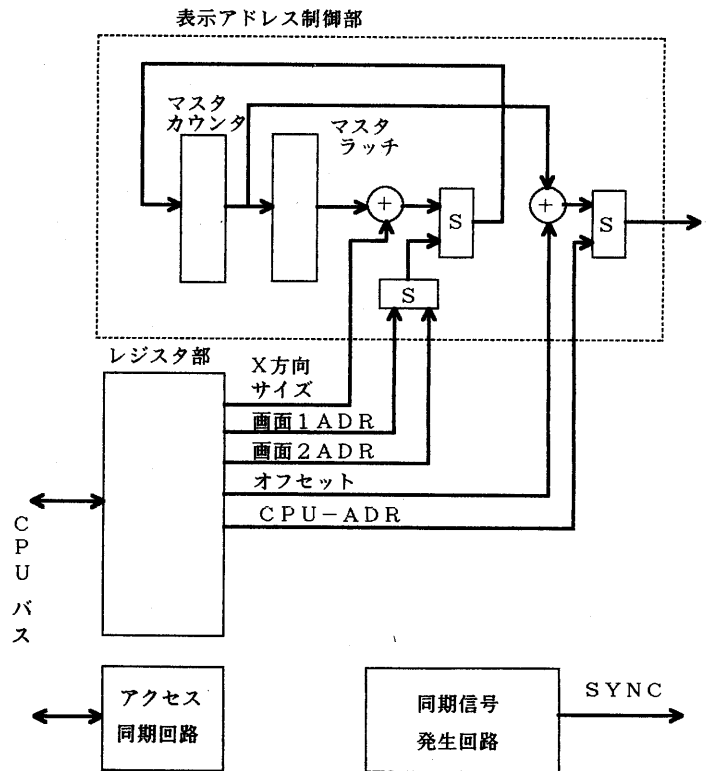 表示アドレス制御部
マスタ
カウンタ
マスタ
ラッチ
+
S
S
+
S
レジスタ部
X方向
サイズ
画面1ADR
画面2ADR
オフセット
CPU-ADR
CPUバス
アクセス
同期回路
同期信号
発生回路
SYNC